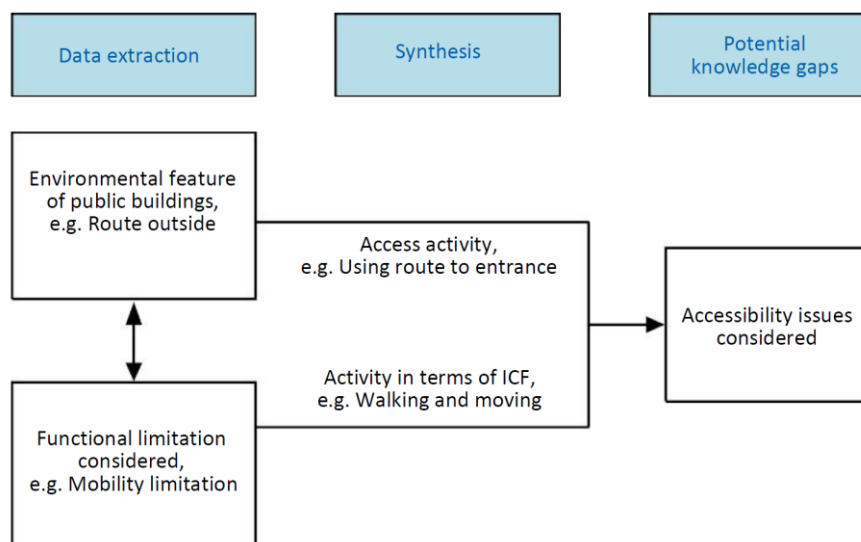 Data extraction
Synthesis
Potential
knowledge gaps
Environmental feature
of public buildings,
e.g. Route outside
Access activity,
e.g. Using route to entrance
Accessibility issues
considered
Activity in terms of ICF,
e.g. Walking and moving
Functional limitation
considered,
e.g. Mobility limitation